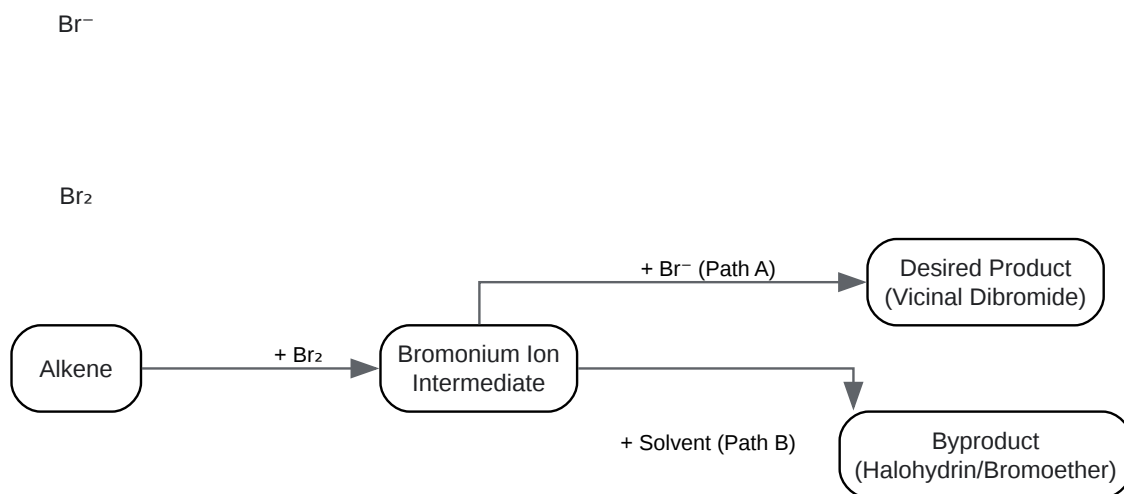 Br⁻
Br₂
+ Br⁻ (Path A)
Desired Product
(Vicinal Dibromide)
Alkene
+ Br₂
Bromonium Ion
Intermediate
+ Solvent (Path B)
Byproduct
(Halohydrin/Bromoether)